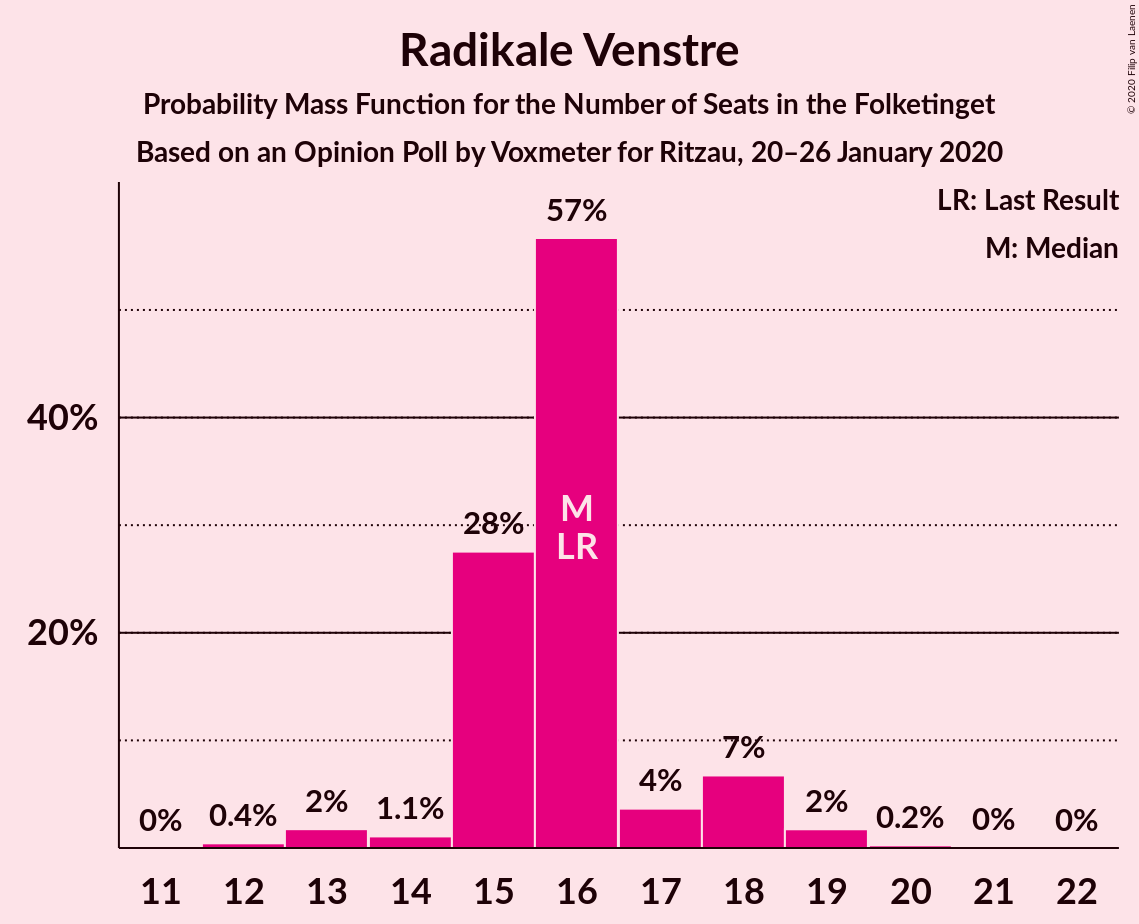 Radikale Venstre
Probability Mass Function for the Number of Seats in the Folketinget
Based on an Opinion Poll by Voxmeter for Ritzau, 20–26 January 2020
© 2020 Filip van Laenen
LR: Last Result
M: Median
57%
40%
M
28%
LR
20%
7%
4%
2%
2%
1.1%
0.4%
0.2%
0%
0%
0%
11 12 13 14 15 16 17 18 19 20 21 22